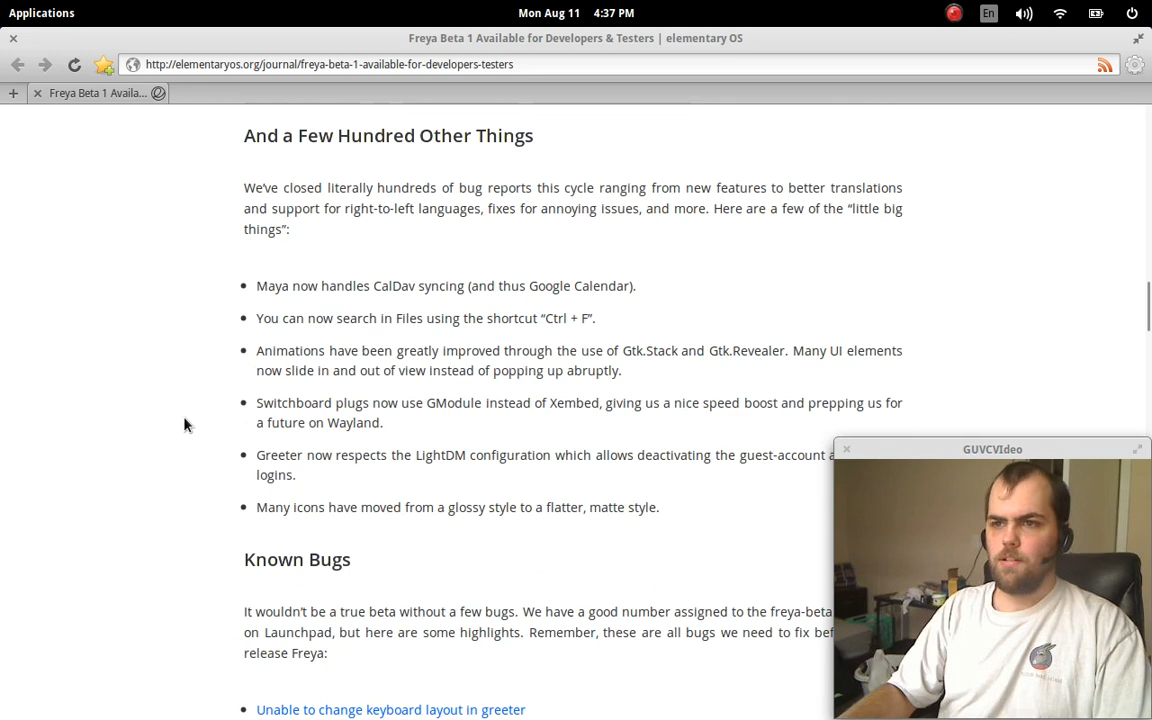 Applications
Mon Aug 11 4:37 PM
En
Freya Beta 1 Available for Developers & Testers | elementary OS
http://elementaryos.org/journal/freya-beta-1-available-for-developers-testers
Freya Beta 1 Availa...
And a Few Hundred Other Things
We've closed literally hundreds of bug reports this cycle ranging from new features to better translations
and support for right-to-left languages, fixes for annoying issues, and more. Here are a few of the “little big
things”:
Maya now handles CalDav syncing (and thus Google Calendar).
You can now search in Files using the shortcut “Ctrl + F”.
Animations have been greatly improved through the use of Gtk.Stack and Gtk.Revealer. Many UI elements
now slide in and out of view instead of popping up abruptly.
Switchboard plugs now use GModule instead of Xembed, giving us a nice speed boost and prepping us for
a future on Wayland.
Greeter now respects the LightDM configuration which allows deactivating the guest-account
logins.
Many icons have moved from a glossy style to a flatter, matte style.
Known Bugs
It wouldn't be a true beta without a few bugs. We have a good number assigned to the freya-beta
on Launchpad, but here are some highlights. Remember, these are all bugs we need to fix
release Freya:
Unable to change keyboard layout in greeter
GUVCVIdeo